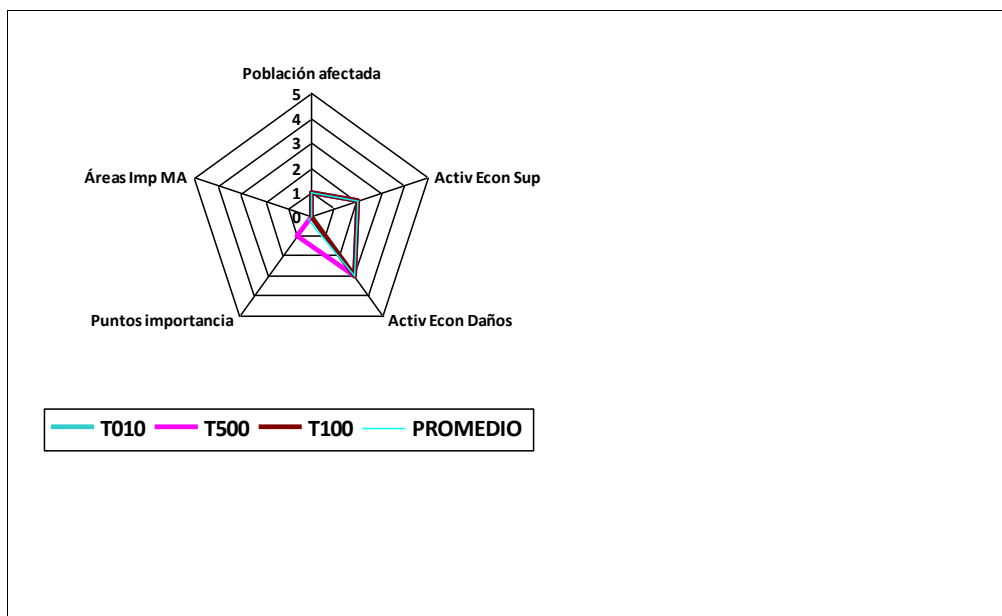 Población afectada
5
4
3
2
1
0
Áreas Imp MA
Activ Econ Sup
Puntos importancia
Activ Econ Daños
T010 T500 T100 PROMEDIO